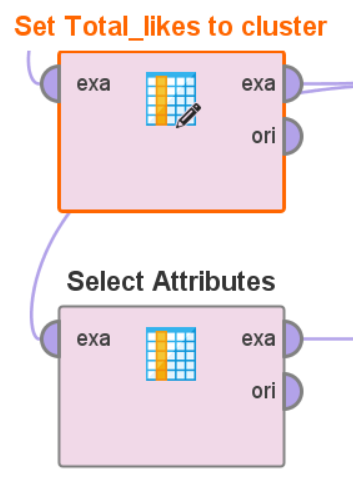 Set Total_likes to cluster
exa exa
ori
Select Attributes
exa exa
ori